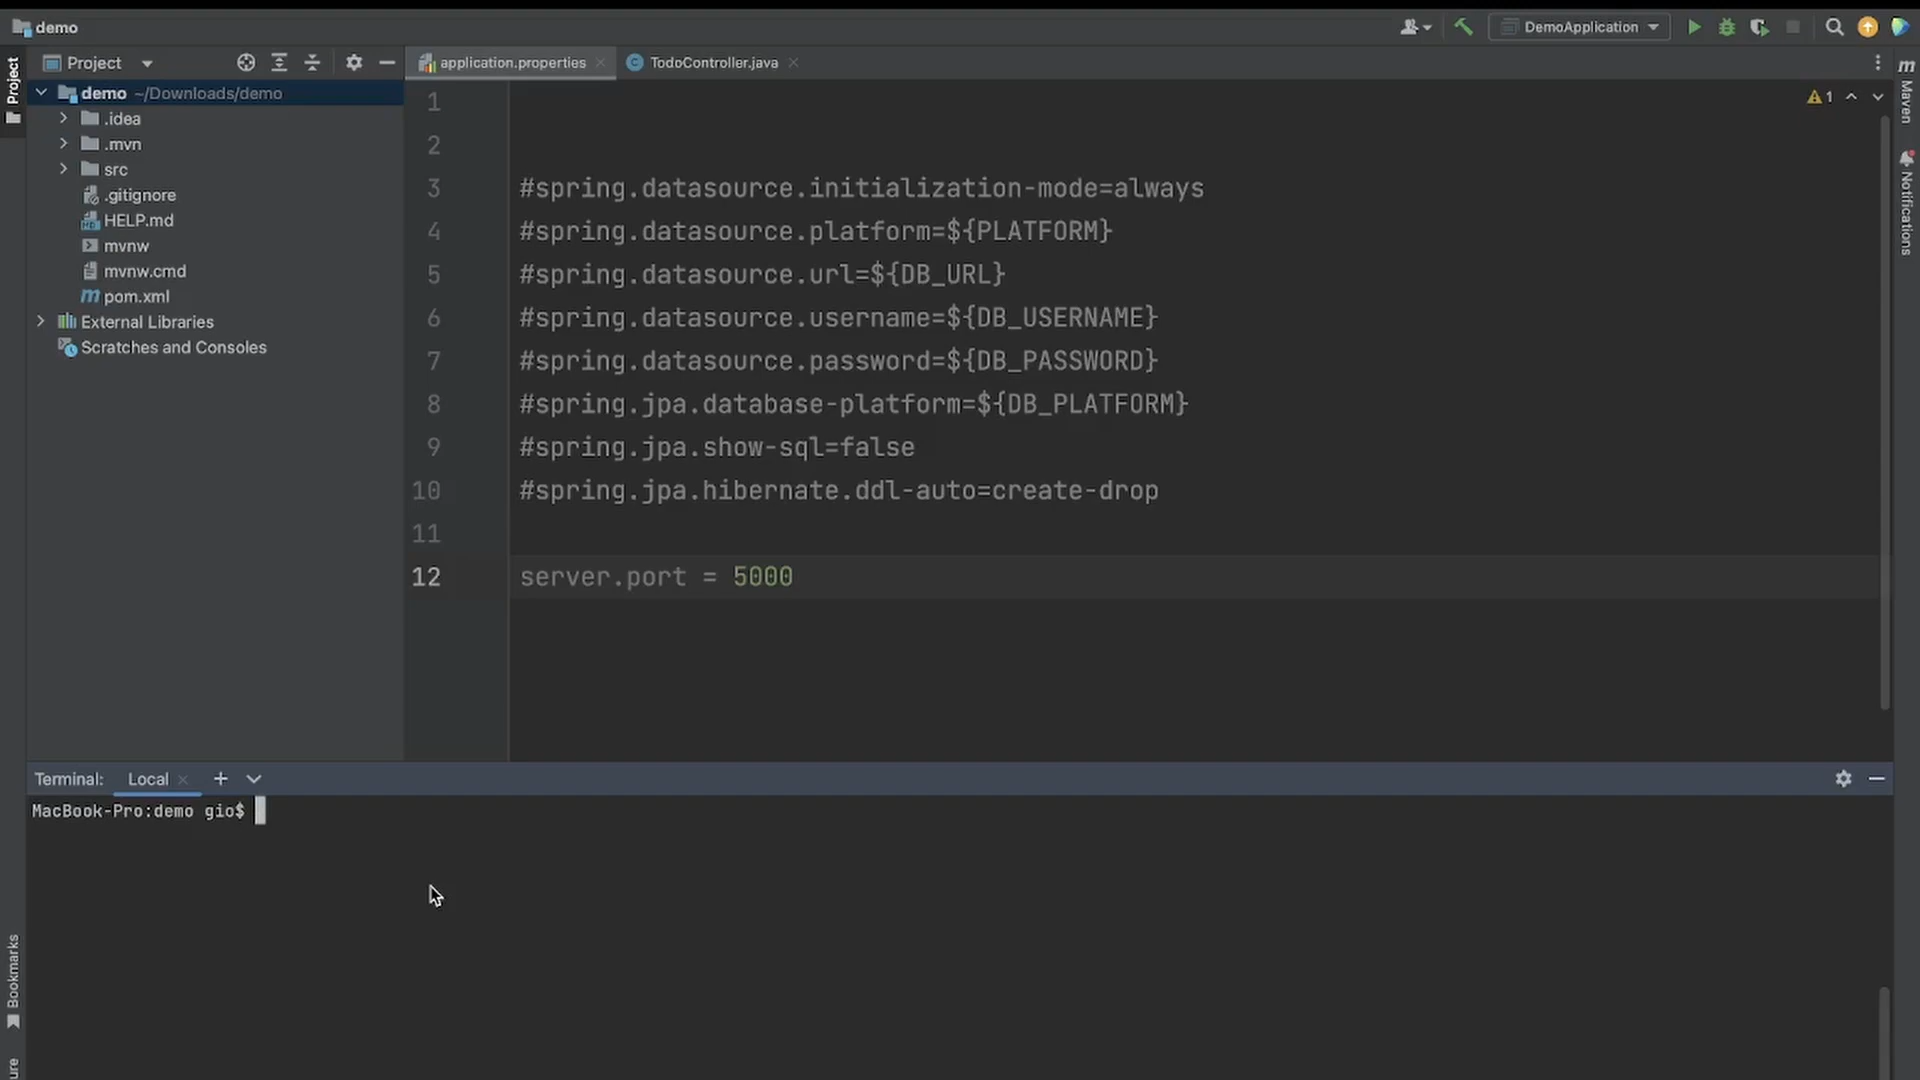 demo
DemoApplication
Project
application.properties
TodoController.java
Project
demo ~/Downloads/demo
.idea
.mvn
src
.gitignore
HELP.md
mvnw
mvnw.cmd
pom.xml
External Libraries
Scratches and Consoles
1
2
3 #spring.datasource.initialization-mode=always
4 #spring.datasource.platform=${PLATFORM}
5 #spring.datasource.url=${DB_URL}
6 #spring.datasource.username=${DB_USERNAME}
7 #spring.datasource.password=${DB_PASSWORD}
8 #spring.jpa.database-platform=${DB_PLATFORM}
9 #spring.jpa.show-sql=false
10 #spring.jpa.hibernate.ddl-auto=create-drop
11
12 server.port = 5000
1
m
Maven
Notifications
Terminal: Local
MacBook-Pro:demo gio$
Bookmarks